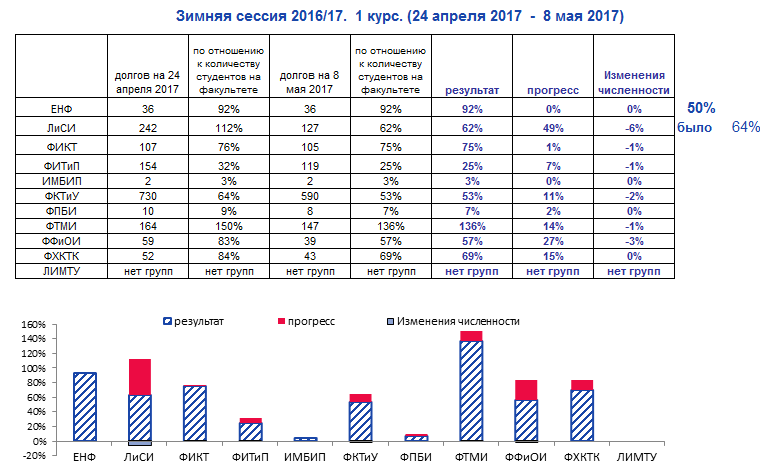 Зимняя сессия 2016/17. 1 курс. (24 апреля 2017 - 8 мая 2017)
долгов на 24 апреля 2017 по отношению к количеству студентов на факультете долгов на 8 мая 2017 по отношению к количеству студентов на факультете результат прогресс Изменения численности
ЕНФ 36 92% 36 92% 92% 0% 0% 50%
ЛиСИ 242 112% 127 62% 62% 49% -6% было 64%
ФИКТ 107 76% 105 75% 75% 1% -1%
ФИТиП 154 32% 119 25% 25% 7% -1%
ИМБИП 2 3% 2 3% 3% 0% 0%
ФКТиУ 730 64% 590 53% 53% 11% -2%
ФПБИ 10 9% 8 7% 7% 2% 0%
ФТМИ 164 150% 147 136% 136% 14% -1%
ФФиОИ 59 83% 39 57% 57% 27% -3%
ФХКТК 52 84% 43 69% 69% 15% 0%
ЛИМТУ нет групп нет групп нет групп нет групп нет групп нет групп нет групп
результат прогресс Изменения численности
160%
140%
120%
100%
80%
60%
40%
20%
0%
-20%
ЕНФ ЛиСИ ФИКТ ФИТиП ИМБИП ФКТиУ ФПБИ ФТМИ ФФиОИ ФХКТК ЛИМТУ